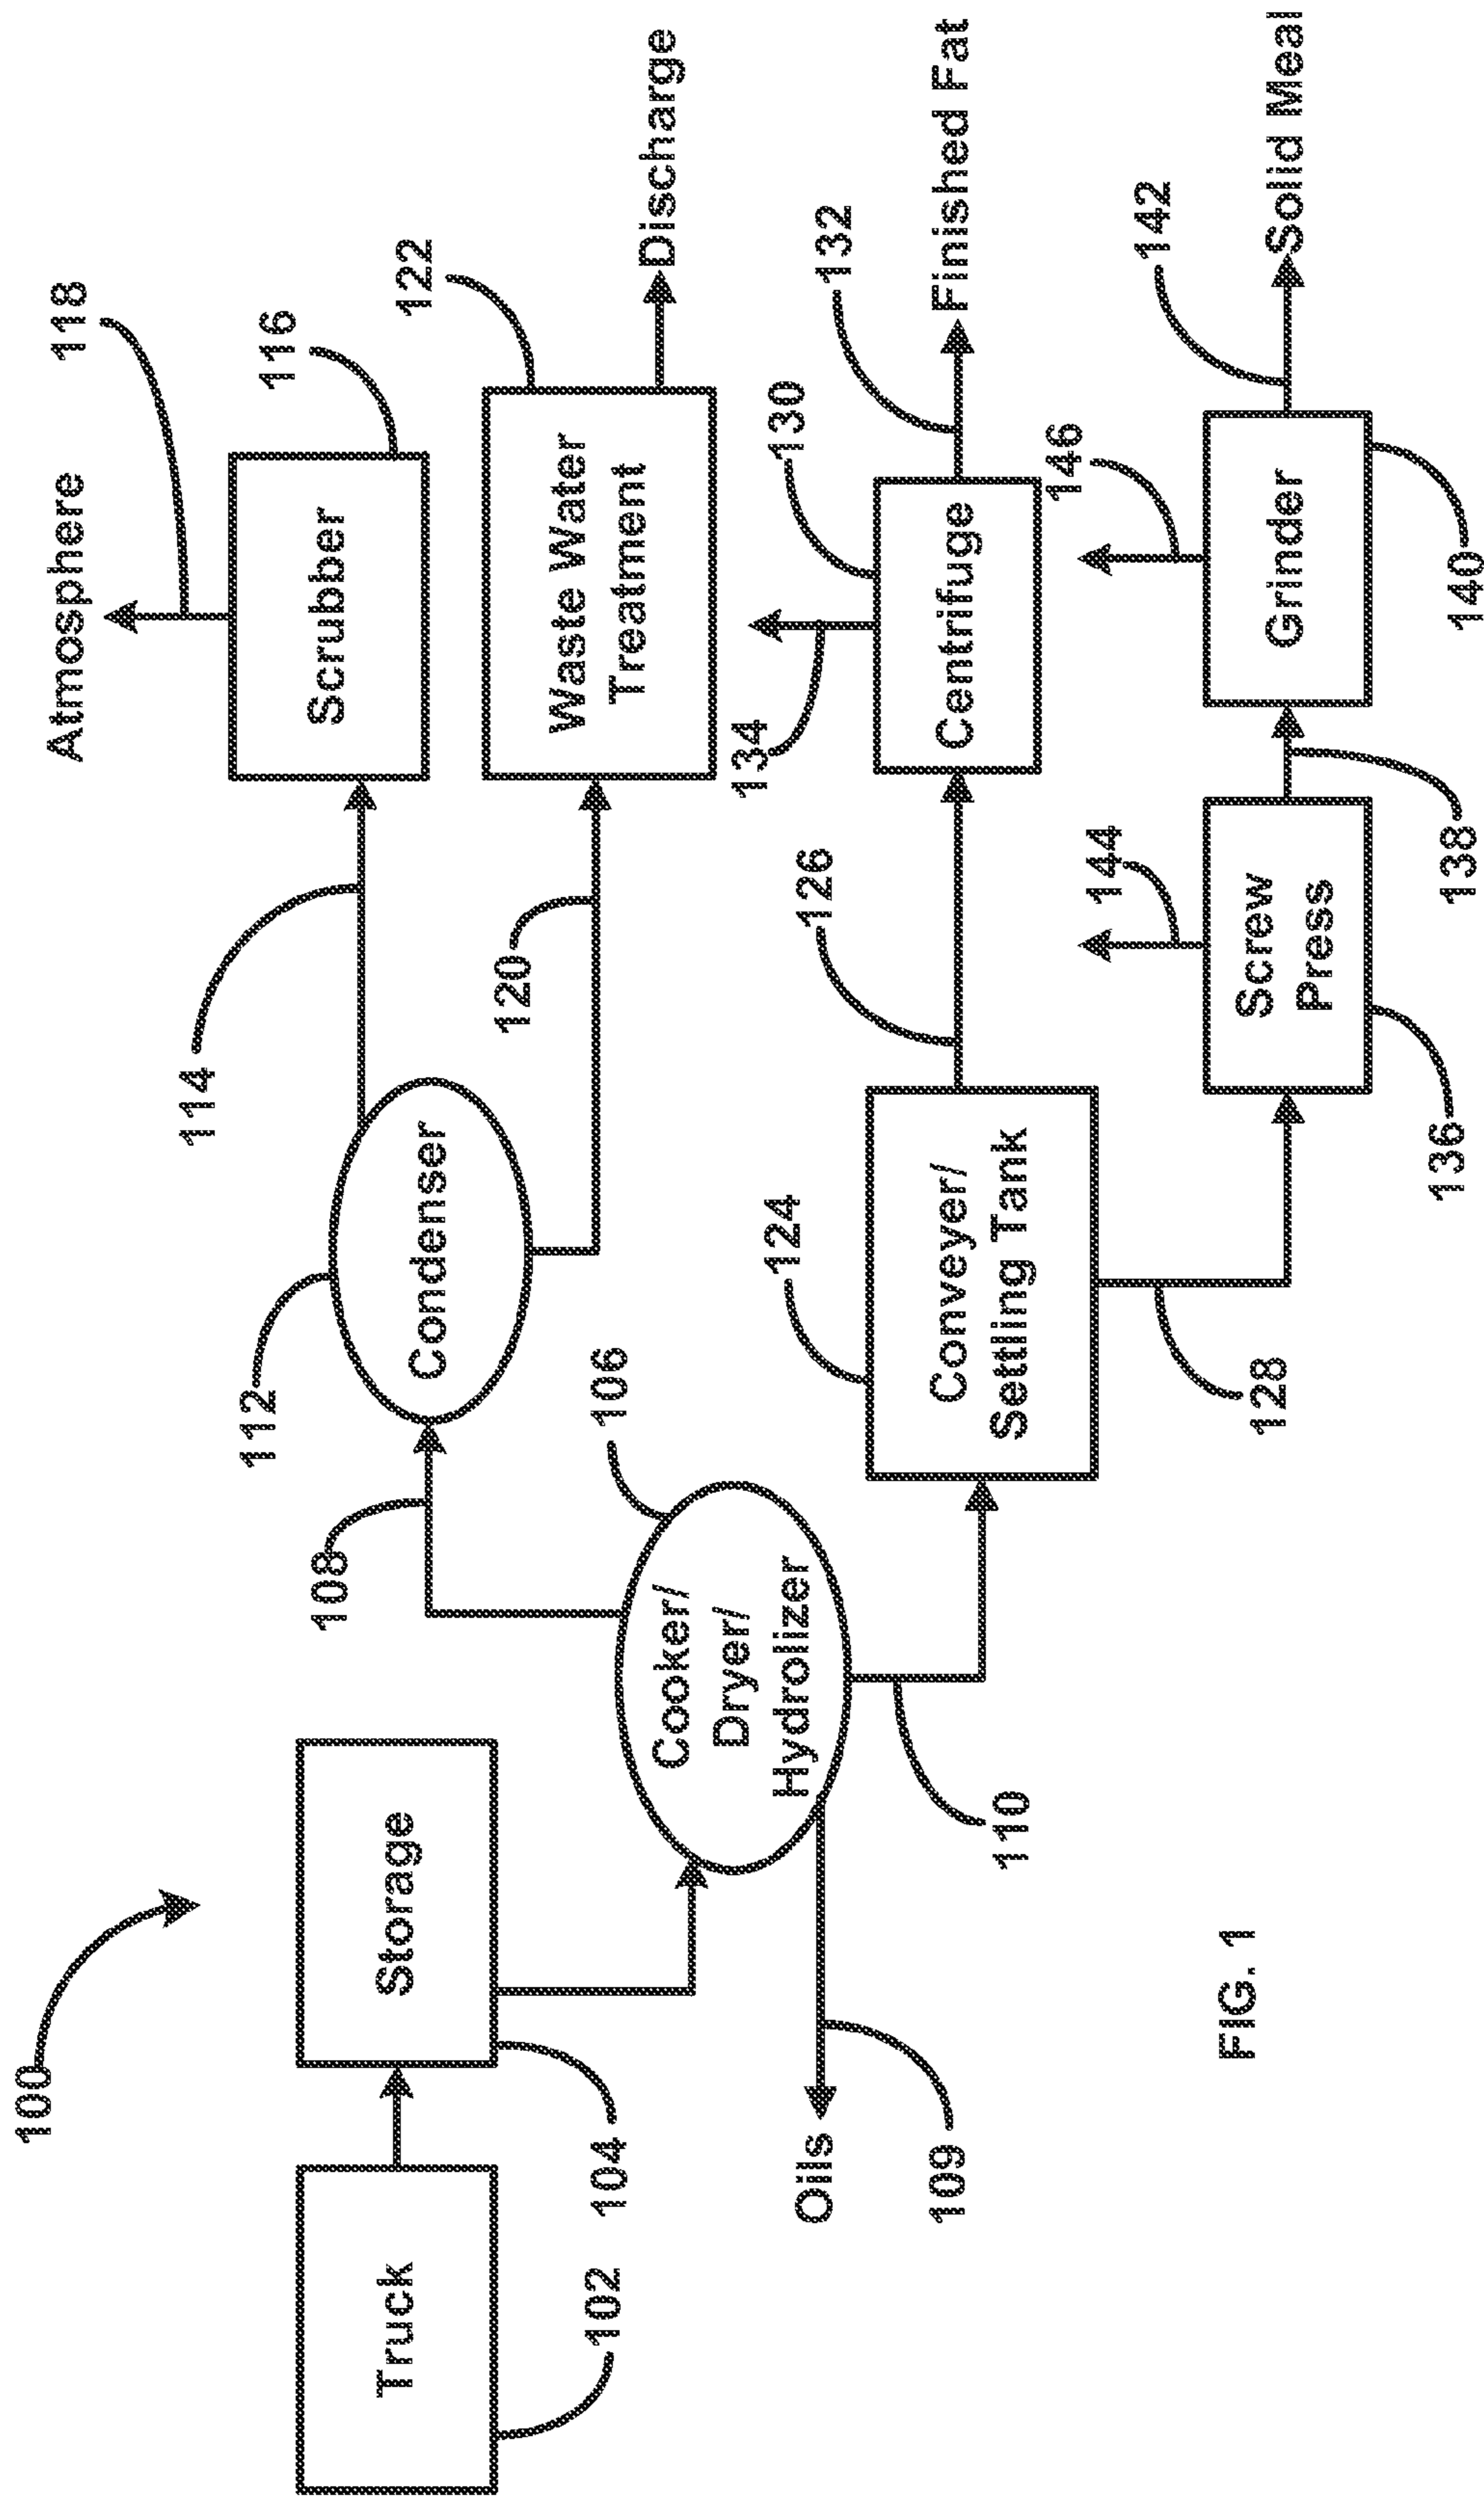 100
Truck
102
Storage
104
Cooker/
Dryer/
Hydrolizer
106
108
Oils
109
110
Condenser
112
114
Scrubber
116
Atmosphere
118
120
Waste Water
Treatment
122
Discharge
Conveyer/
Settling Tank
124
126
128
Centrifuge
130
132
Finished Fat
134
Screw
Press
136
138
Grinder
140
142
Solid Meal
144
146
FIG. 1